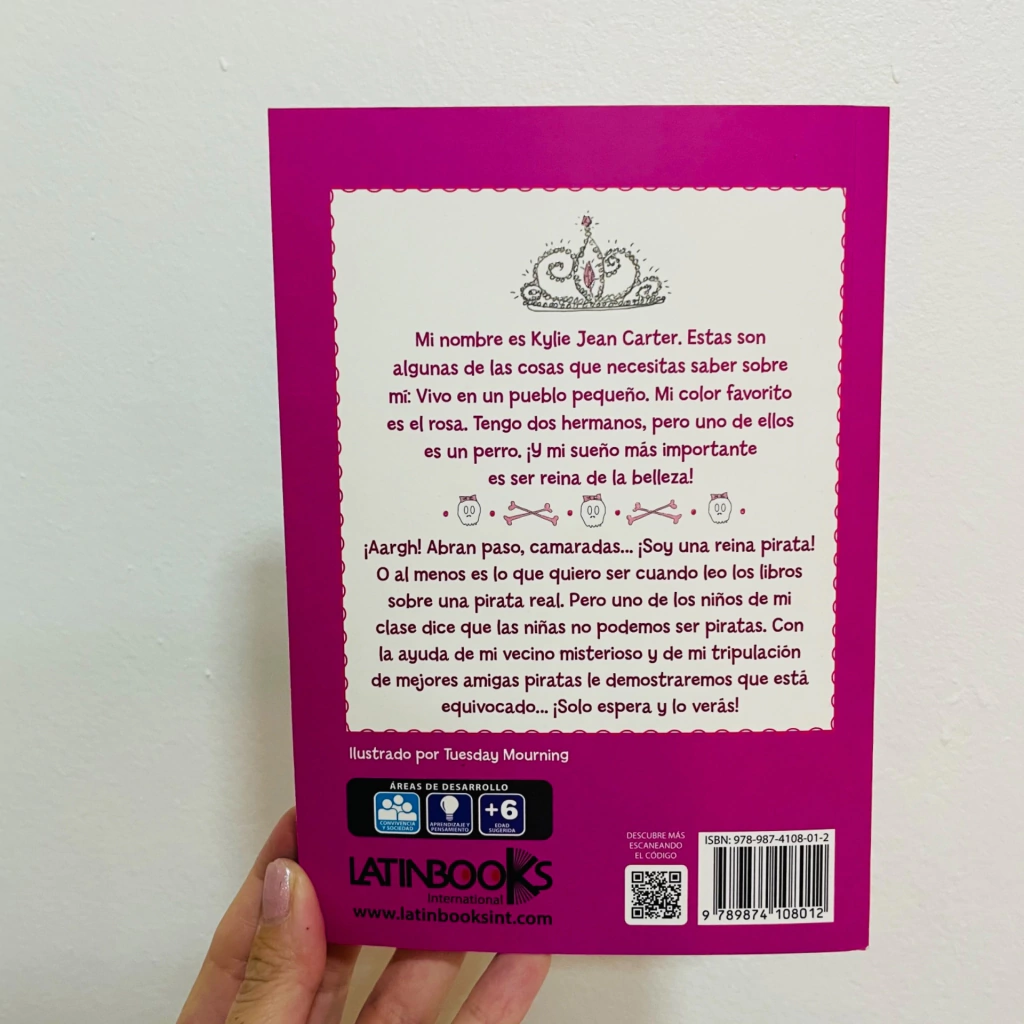 Mi nombre es Kylie Jean Carter. Estas son
algunas de las cosas que necesitas saber sobre
mí: Vivo en un pueblo pequeño. Mi color favorito
es el rosa. Tengo dos hermanos, pero uno de ellos
es un perro. ¡Y mi sueño más importante
es ser reina de la belleza!
¡Aargh! Abran paso, camaradas... ¡Soy una reina pirata!
O al menos es lo que quiero ser cuando leo los libros
sobre una pirata real. Pero uno de los niños de mi
clase dice que las niñas no podemos ser piratas. Con
la ayuda de mi vecino misterioso y de mi tripulación
de mejores amigas piratas le demostraremos que está
equivocado... ¡Solo espera y lo verás!
Ilustrado por Tuesday Mourning
ÁREAS DE DESARROLLO
CONVIVENCIA
Y SOCIEDAD
APRENDIZAJE Y
PENSAMIENTO
+6
EDAD
SUGERIDA
LATINBOOKS
International
www.latinbooksint.com
DESCUBRE MÁS
ESCANEANDO
EL CÓDIGO
ISBN: 978-987-4108-01-2
9 789874 108012